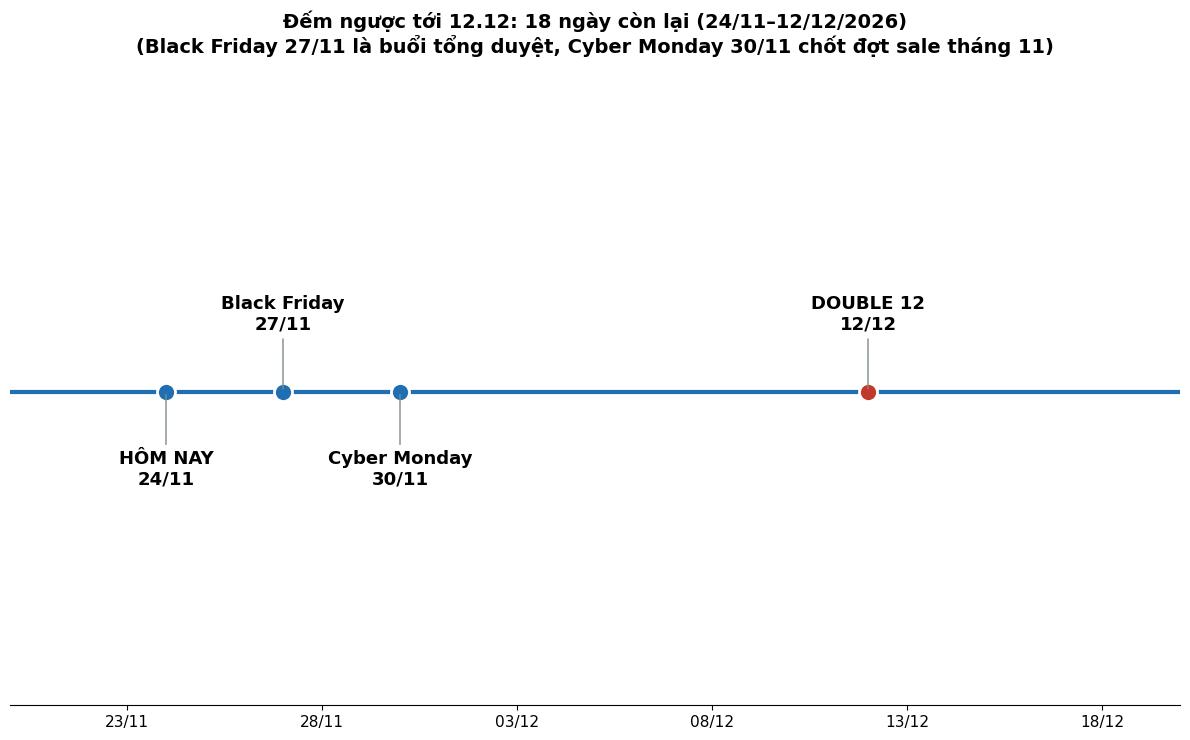 Đếm ngược tới 12.12: 18 ngày còn lại (24/11–12/12/2026)
(Black Friday 27/11 là buổi tổng duyệt, Cyber Monday 30/11 chốt đợt sale tháng 11)
Black Friday
27/11
DOUBLE 12
12/12
HÔM NAY
24/11
Cyber Monday
30/11
23/11
28/11
03/12
08/12
13/12
18/12